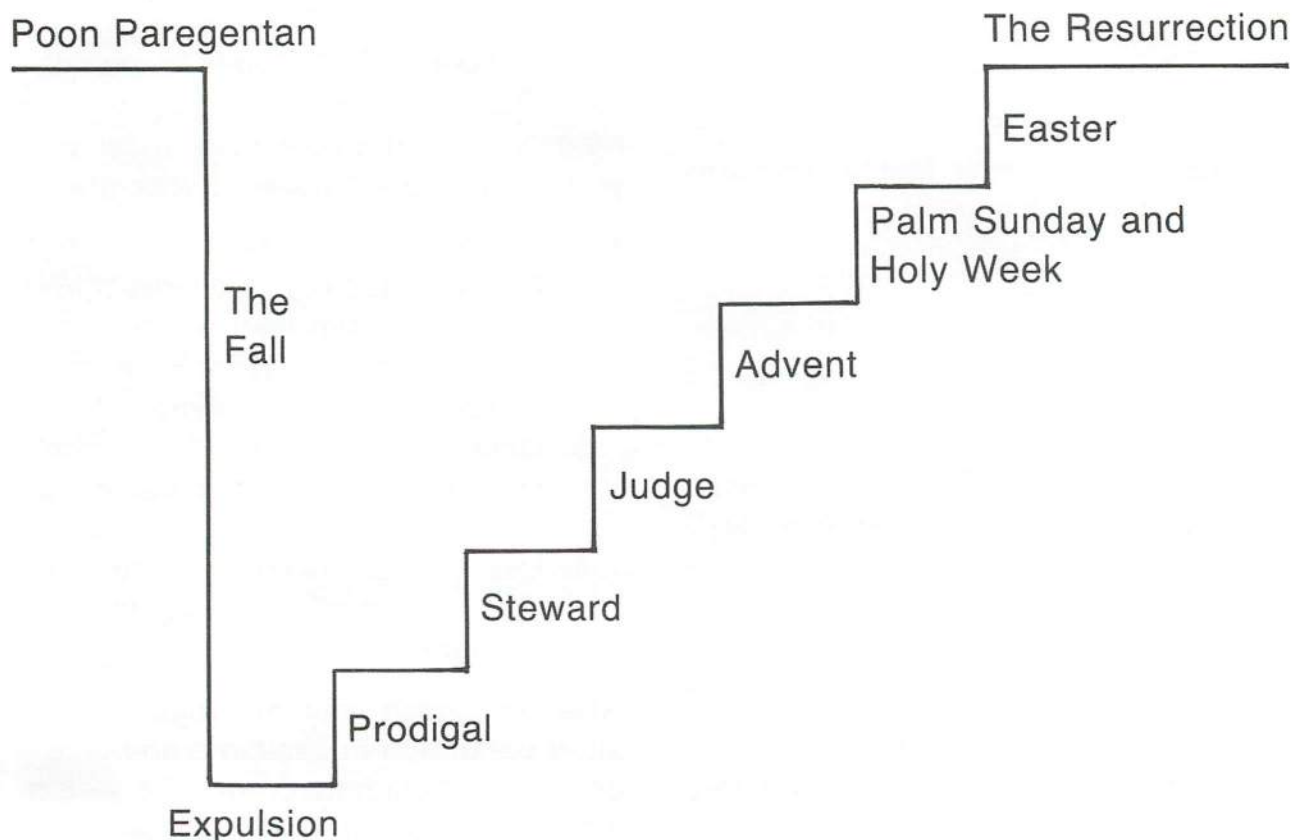 Poon Paregentan
The Resurrection
Easter
Palm Sunday and
Holy Week
The
Fall
Advent
Judge
Steward
Prodigal
Expulsion